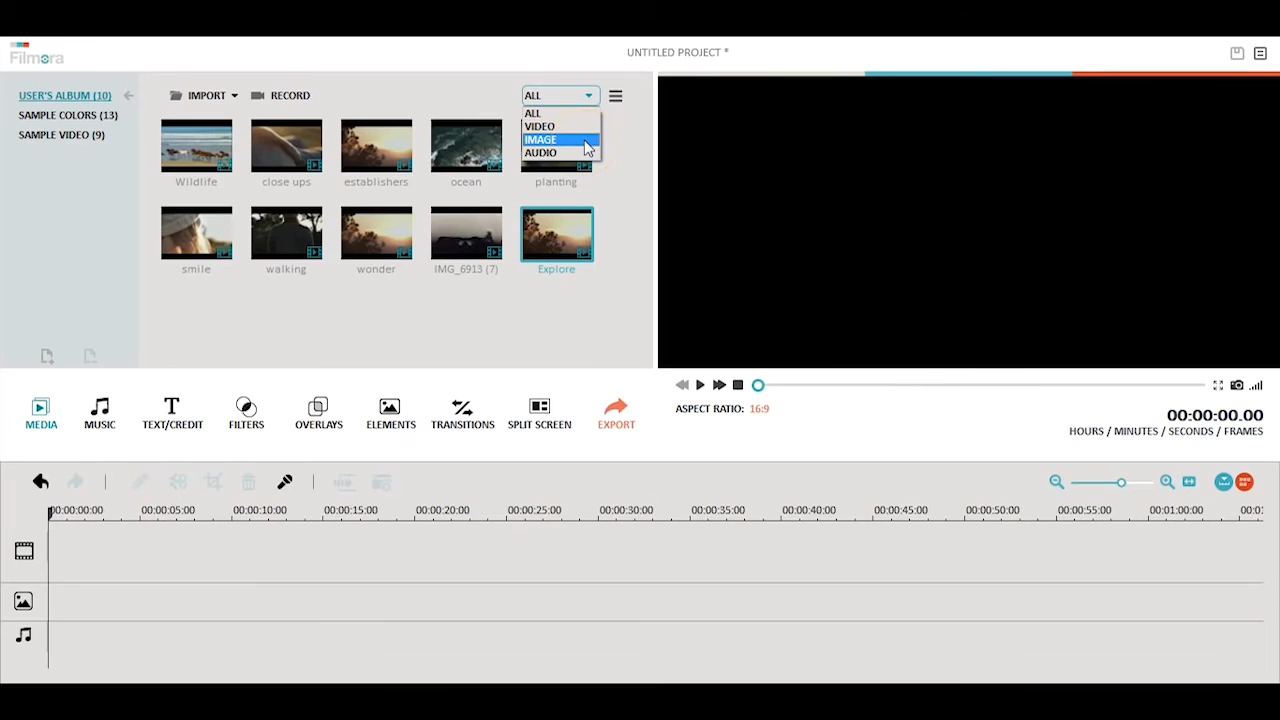 Filmora
UNTITLED PROJECT *
USER'S ALBUM (10)
SAMPLE COLORS (13)
SAMPLE VIDEO (9)
IMPORT
RECORD
ALL
ALL
VIDEO
IMAGE
AUDIO
Wildlife
close ups
establishers
ocean
planting
smile
walking
wonder
IMG_6913 (7)
Explore
MEDIA
MUSIC
TEXT/CREDIT
FILTERS
OVERLAYS
ELEMENTS
TRANSITIONS
SPLIT SCREEN
EXPORT
ASPECT RATIO: 16:9
00:00:00.00
HOURS / MINUTES / SECONDS / FRAMES
00:00:00:00 00:00:05:00 00:00:10:00 00:00:15:00 00:00:20:00 00:00:25:00 00:00:30:00 00:00:35:00 00:00:40:00 00:00:45:00 00:00:50:00 00:00:55:00 00:01:00:00